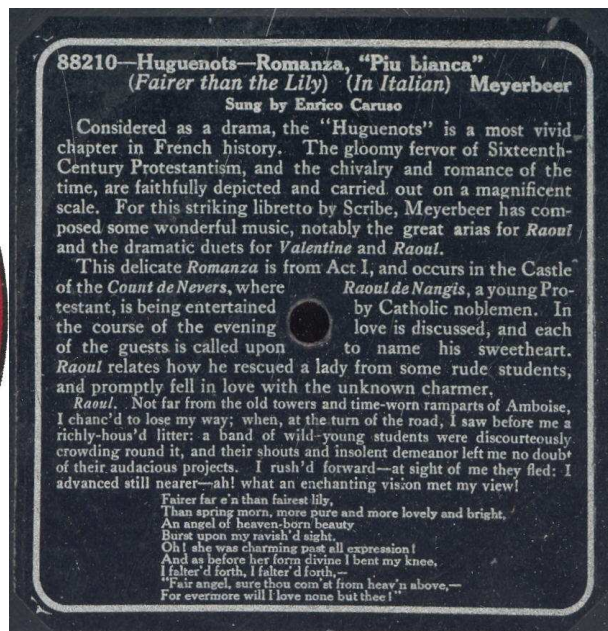 88210—Huguenots—Romanza, "Piu bianca"
(Fairer than the Lily) (In Italian) Meyerbeer
Sung by Enrico Caruso
Considered as a drama, the "Huguenots" is a most vivid
chapter in French history. The gloomy fervor of Sixteenth-
Century Protestantism, and the chivalry and romance of the
time, are faithfully depicted and carried out on a magnificent
scale. For this striking libretto by Scribe, Meyerbeer has com-
posed some wonderful music, notably the great arias for Raoul
and the dramatic duets for Valentine and Raoul.
This delicate Romanza is from Act I, and occurs in the Castle
of the Count de Nevers, where Raoul de Nangis, a young Pro-
testant, is being entertained by Catholic noblemen. In
the course of the evening love is discussed, and each
of the guests is called upon to name his sweetheart.
Raoul relates how he rescued a lady from some rude students,
and promptly fell in love with the unknown charmer,
Raoul. Not far from the old towers and time-worn ramparts of Amboise,
I chanc'd to lose my way; when, at the turn of the road, I saw before me a
richly-hous'd litter: a band of wild young students were discourteously
crowding round it, and their shouts and insolent demeanor left me no doubt
of their audacious projects. I rush'd forward—at sight of me they fled: I
advanced still nearer—ah! what an enchanting vision met my view!
Fairer far e'n than fairest lily,
Than spring morn, more pure and more lovely and bright,
An angel of heaven-born beauty
Burst upon my ravish'd sight.
Oh! she was charming past all expression!
And as before her form divine I bent my knee,
I falter'd forth, I falter'd forth,—
"Fair angel, sure thou com'st from heav'n above,—
For evermore will I love none but thee!"